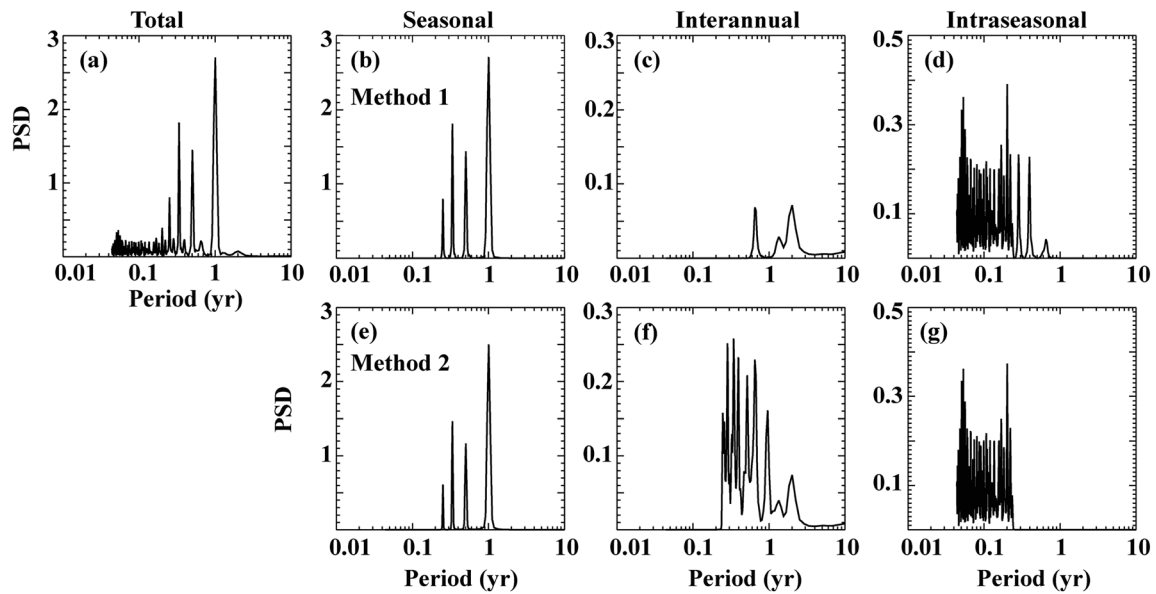 Total Seasonal Interannual Intraseasonal
3 3 0.3 0.5
(a) (b) (c) (d)
Method 1
2 2 0.2 0.3
PSD
1 1 0.1 0.1
0.01 0.1 1 10 0.01 0.1 1 10 0.01 0.1 1 10 0.01 0.1 1 10
Period (yr)
3 0.3 0.5
(e) (f) (g)
Method 2
2 0.2 0.3
PSD
1 0.1 0.1
0.01 0.1 1 10 0.01 0.1 1 10 0.01 0.1 1 10
Period (yr) Period (yr) Period (yr)